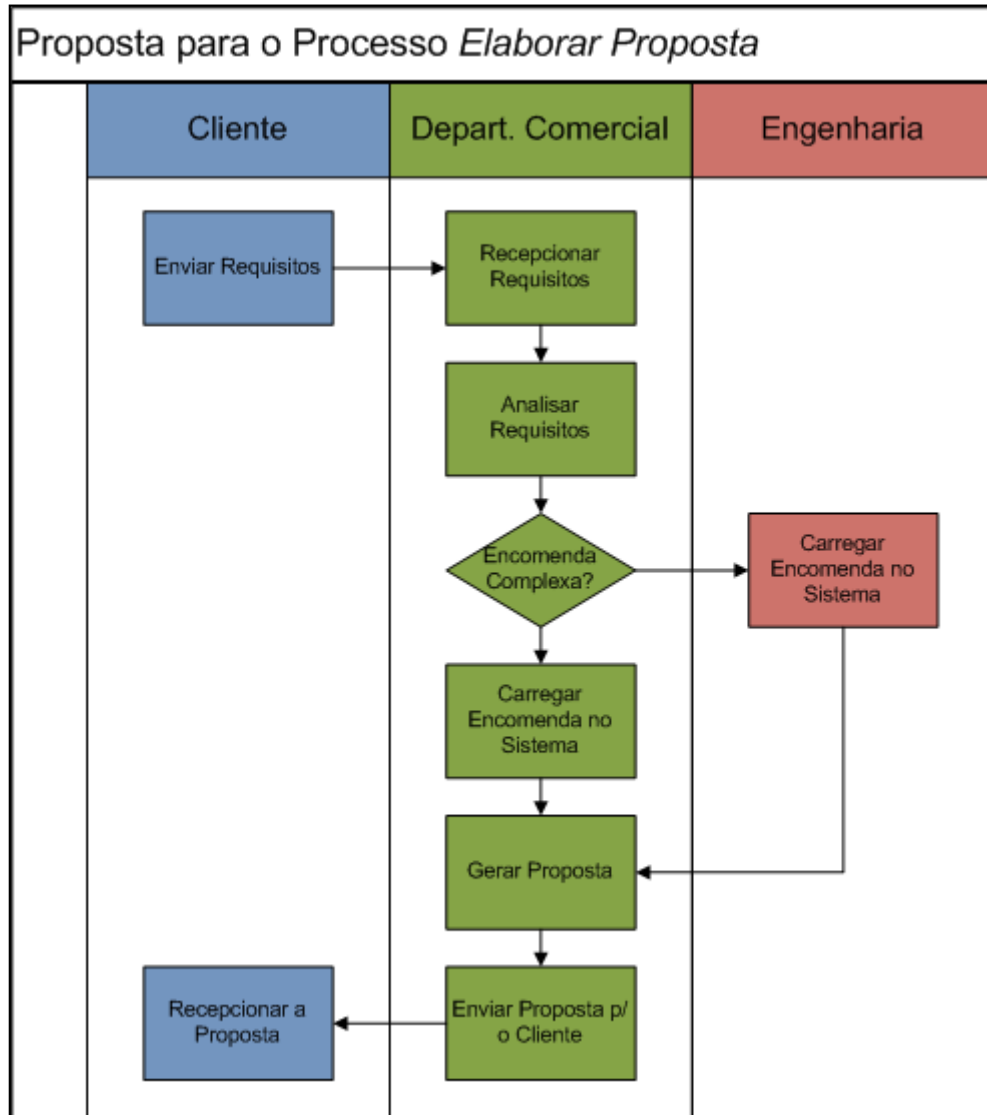 Proposta para o Processo Elaborar Proposta
Cliente
Depart. Comercial
Engenharia
Enviar Requisitos
Recepcionar
Requisitos
Analisar
Requisitos
Encomenda
Complexa?
Carregar
Encomenda no
Sistema
Carregar
Encomenda no
Sistema
Gerar Proposta
Enviar Proposta p/
o Cliente
Recepcionar a
Proposta